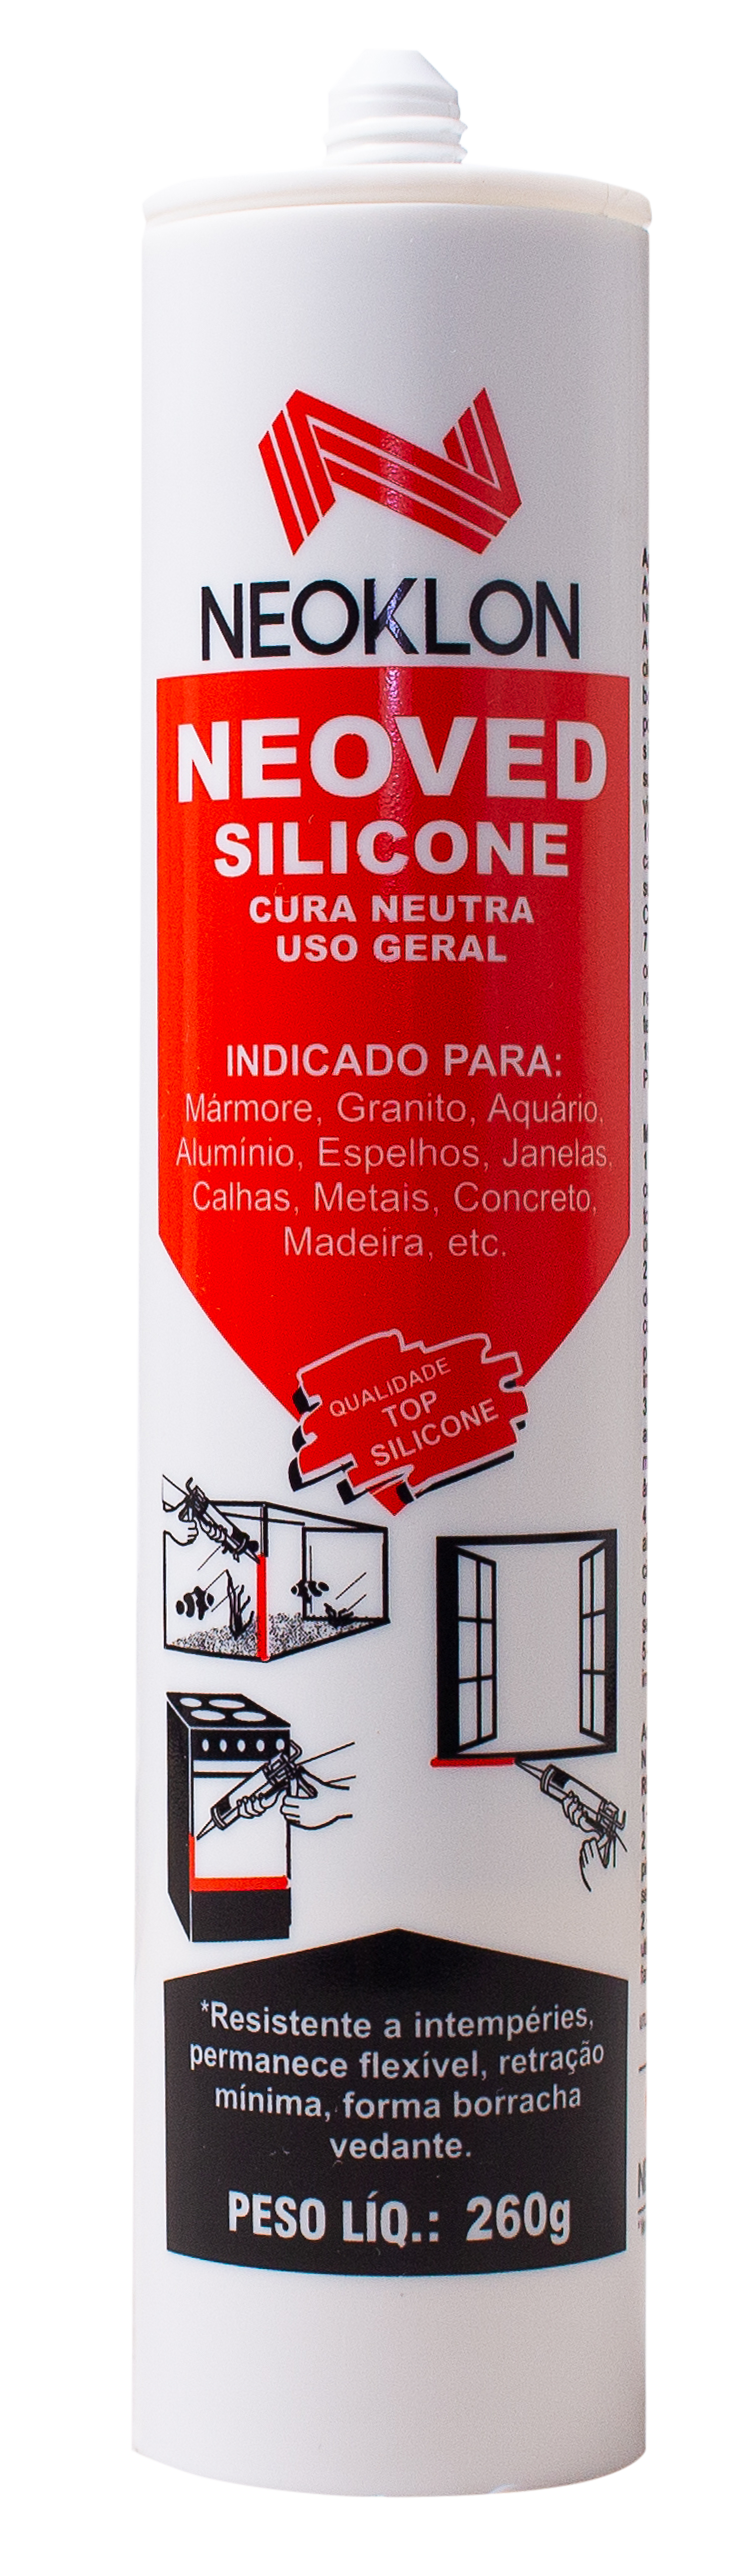 NEOKLON
NEOVED
SILICONE
CURA NEUTRA
USO GERAL
INDICADO PARA:
Mármore, Granito, Aquário,
Alumínio, Espelhos, Janelas,
Calhas, Metais, Concreto,
Madeira, etc.
QUALIDADE
TOP
SILICONE
*Resistente a intempéries,
permanece flexível, retração
mínima, forma borracha
vedante.
PESO LÍQ.: 260g